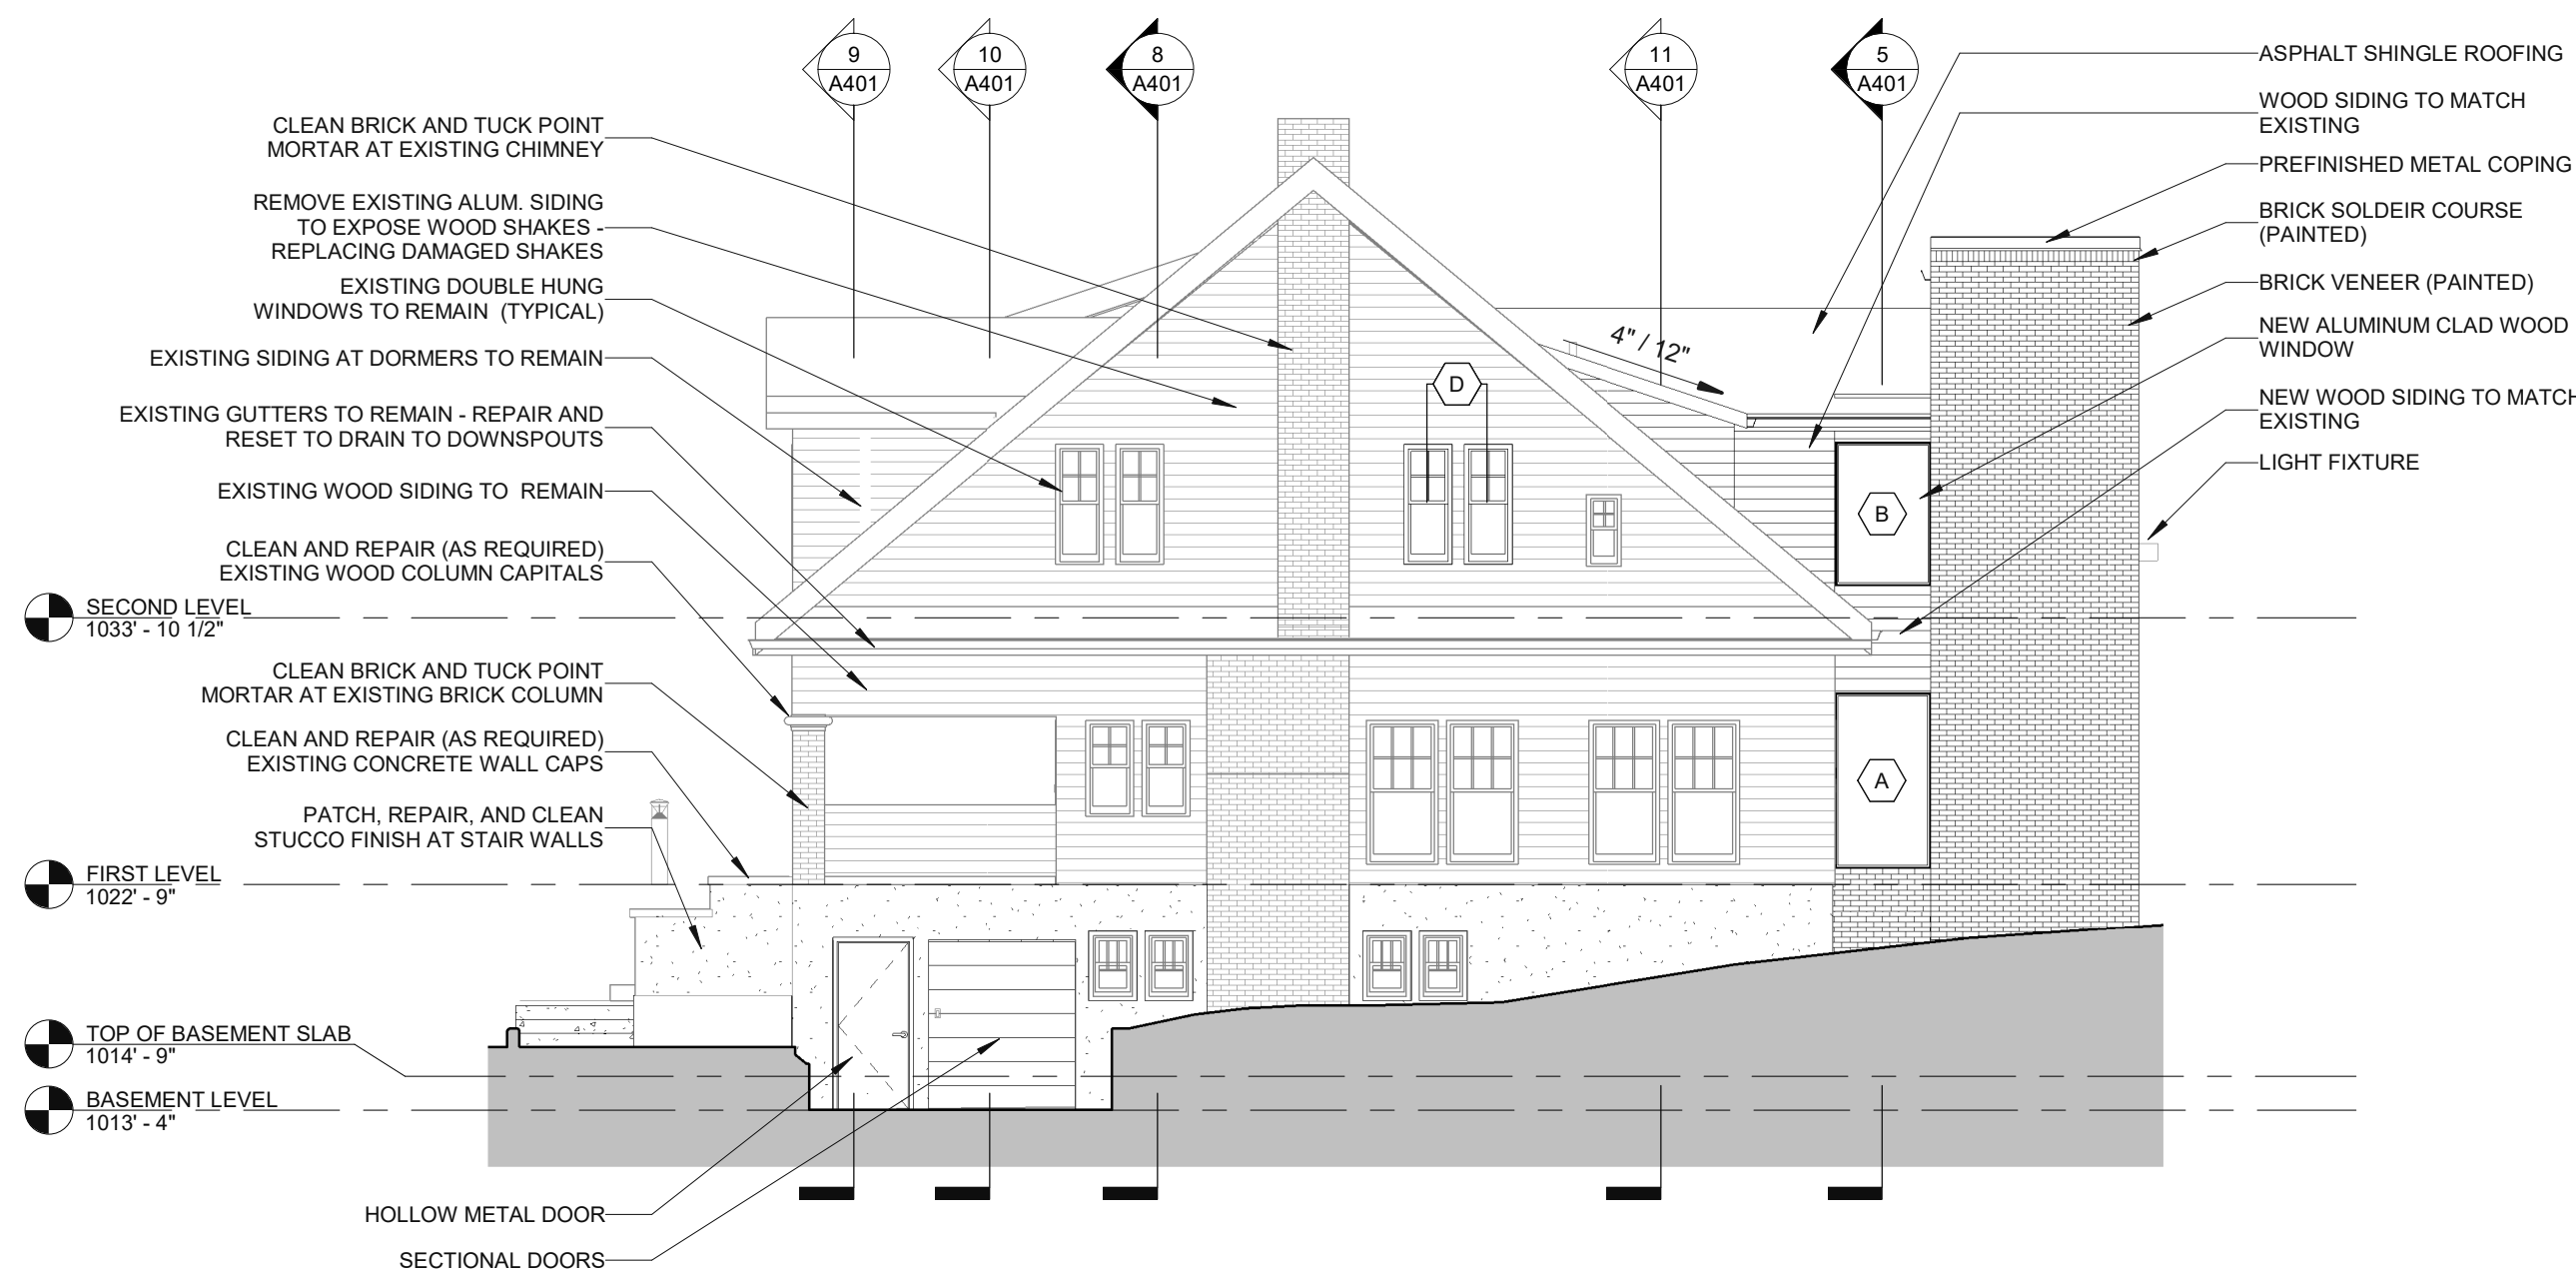 9
A401
10
A401
8
A401
11
A401
5
A401
CLEAN BRICK AND TUCK POINT
MORTAR AT EXISTING CHIMNEY
REMOVE EXISTING ALUM. SIDING
TO EXPOSE WOOD SHAKES -
REPLACING DAMAGED SHAKES
EXISTING DOUBLE HUNG
WINDOWS TO REMAIN (TYPICAL)
EXISTING SIDING AT DORMERS TO REMAIN
EXISTING GUTTERS TO REMAIN - REPAIR AND
RESET TO DRAIN TO DOWNSPOUTS
EXISTING WOOD SIDING TO REMAIN
CLEAN AND REPAIR (AS REQUIRED)
EXISTING WOOD COLUMN CAPITALS
SECOND LEVEL
1033' - 10 1/2"
CLEAN BRICK AND TUCK POINT
MORTAR AT EXISTING BRICK COLUMN
CLEAN AND REPAIR (AS REQUIRED)
EXISTING CONCRETE WALL CAPS
PATCH, REPAIR, AND CLEAN
STUCCO FINISH AT STAIR WALLS
FIRST LEVEL
1022' - 9"
TOP OF BASEMENT SLAB
1014' - 9"
BASEMENT LEVEL
1013' - 4"
HOLLOW METAL DOOR
SECTIONAL DOORS
4" / 12"
D
B
A
ASPHALT SHINGLE ROOFING
WOOD SIDING TO MATCH
EXISTING
PREFINISHED METAL COPING
BRICK SOLDEIR COURSE
(PAINTED)
BRICK VENEER (PAINTED)
NEW ALUMINUM CLAD WOOD
WINDOW
NEW WOOD SIDING TO MATCH
EXISTING
LIGHT FIXTURE